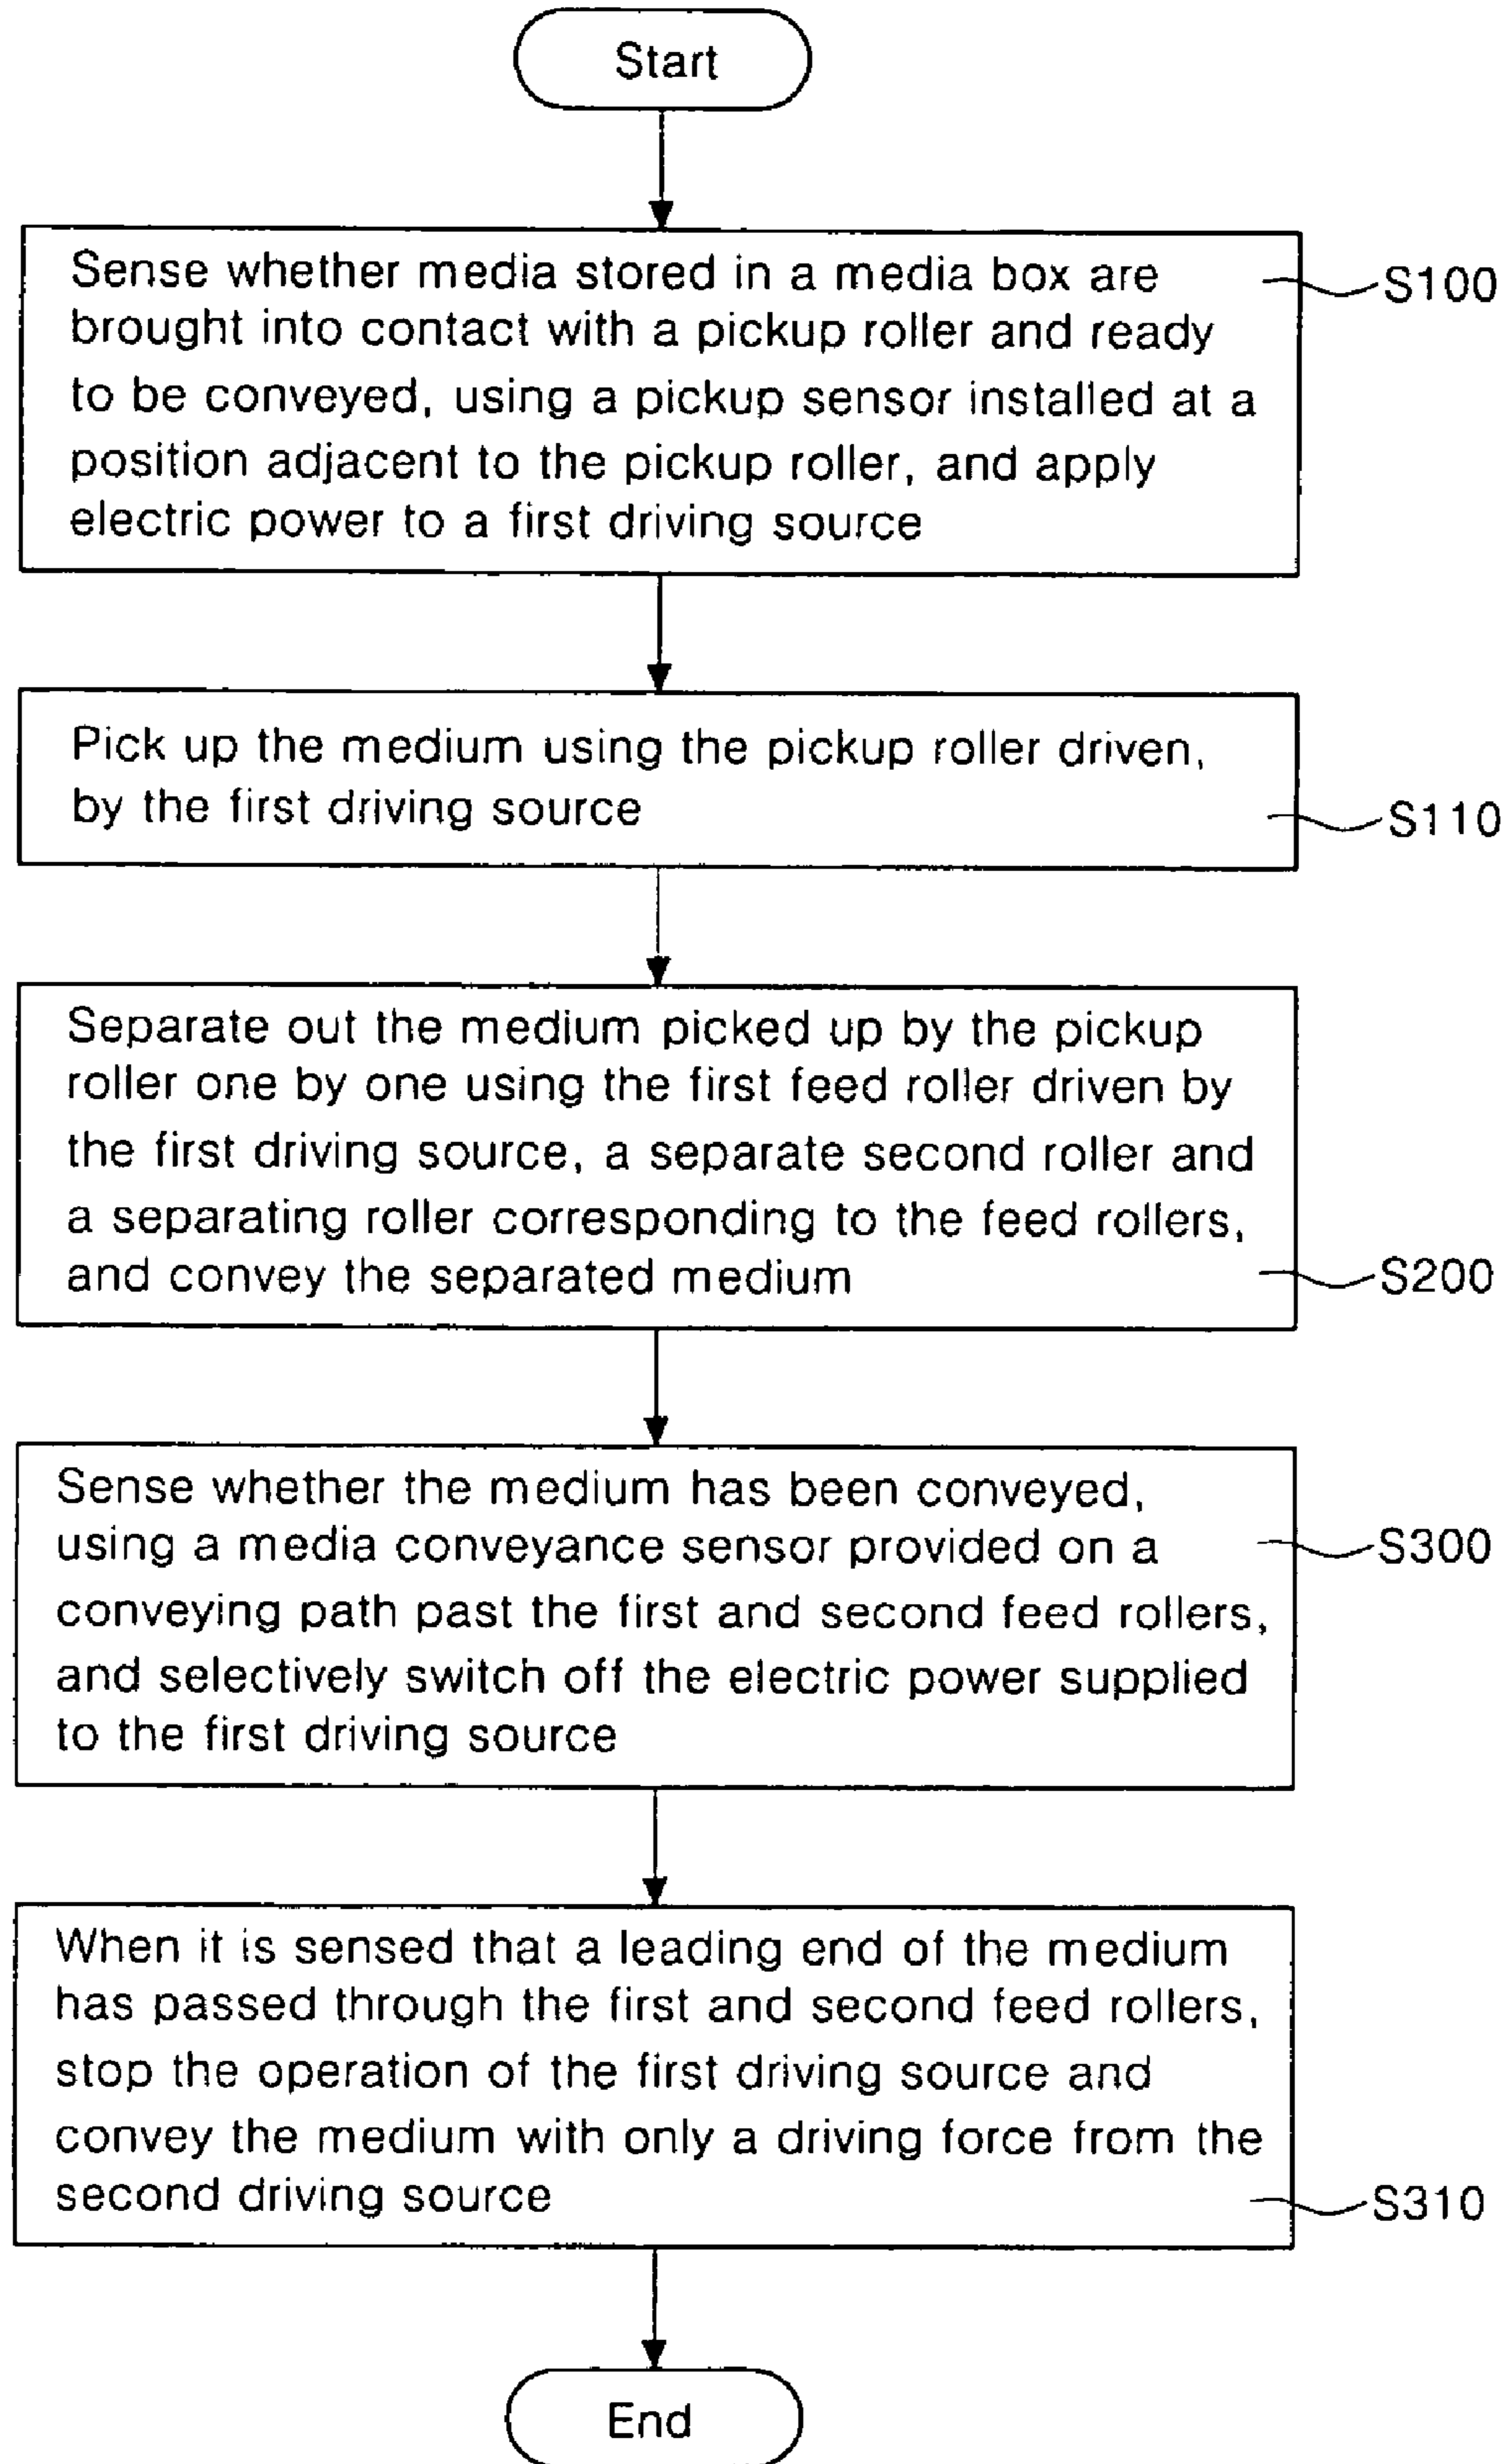 Start
Sense whether media stored in a media box are
brought into contact with a pickup roller and ready
to be conveyed, using a pickup sensor installed at a
position adjacent to the pickup roller, and apply
electric power to a first driving source
S100
Pick up the medium using the pickup roller driven,
by the first driving source
S110
Separate out the medium picked up by the pickup
roller one by one using the first feed roller driven by
the first driving source, a separate second roller and
a separating roller corresponding to the feed rollers,
and convey the separated medium
S200
Sense whether the medium has been conveyed,
using a media conveyance sensor provided on a
conveying path past the first and second feed rollers,
and selectively switch off the electric power supplied
to the first driving source
S300
When it is sensed that a leading end of the medium
has passed through the first and second feed rollers,
stop the operation of the first driving source and
convey the medium with only a driving force from the
second driving source
S310
End